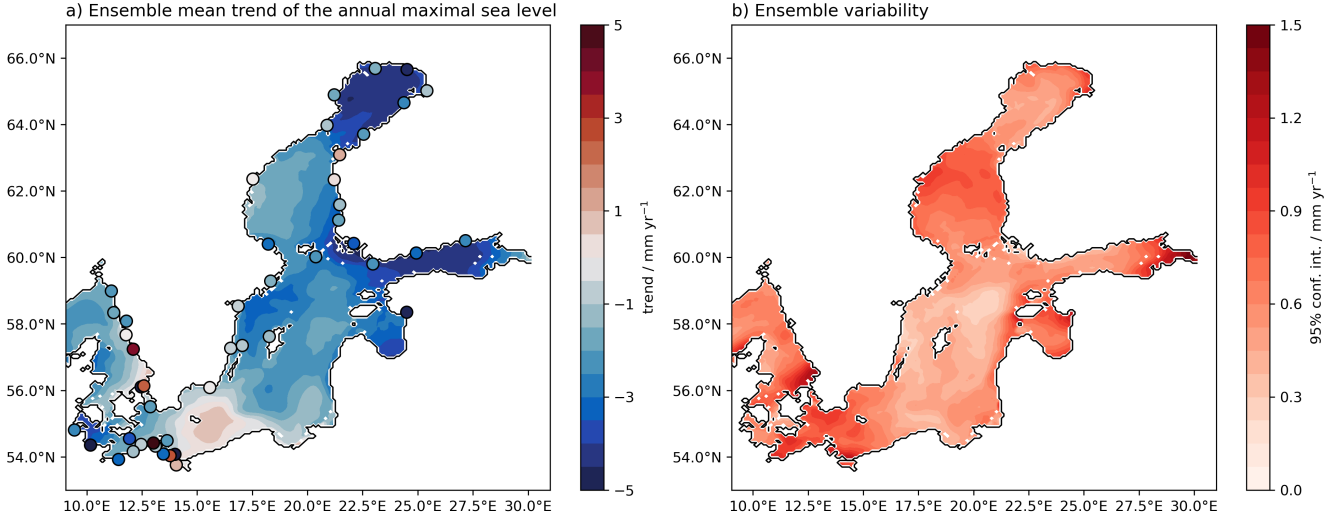 a) Ensemble mean trend of the annual maximal sea level
66.0°N
64.0°N
62.0°N
60.0°N
58.0°N
56.0°N
54.0°N
10.0°E 12.5°E 15.0°E 17.5°E 20.0°E 22.5°E 25.0°E 27.5°E 30.0°E
5
3
1
−1
−3
−5
trend / mm yr⁻¹
b) Ensemble variability
66.0°N
64.0°N
62.0°N
60.0°N
58.0°N
56.0°N
54.0°N
10.0°E 12.5°E 15.0°E 17.5°E 20.0°E 22.5°E 25.0°E 27.5°E 30.0°E
1.5
1.2
0.9
0.6
0.3
0.0
95% conf. int. / mm yr⁻¹